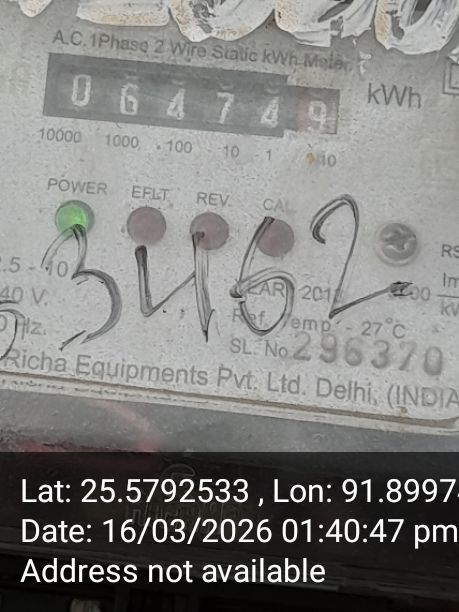 A.C. 1Phase 2 Wire Static kWh Meter
0 6 4 7 4 9
kWh
10000 1000 100 10 1 1/10
POWER EFLT. REV. CAL
3462
YEAR 2018
Ref. Temp. - 27°C
SL. No. 296370
Richa Equipments Pvt. Ltd. Delhi, (INDIA
Lat: 25.5792533 , Lon: 91.8997
Date: 16/03/2026 01:40:47 pm
Address not available